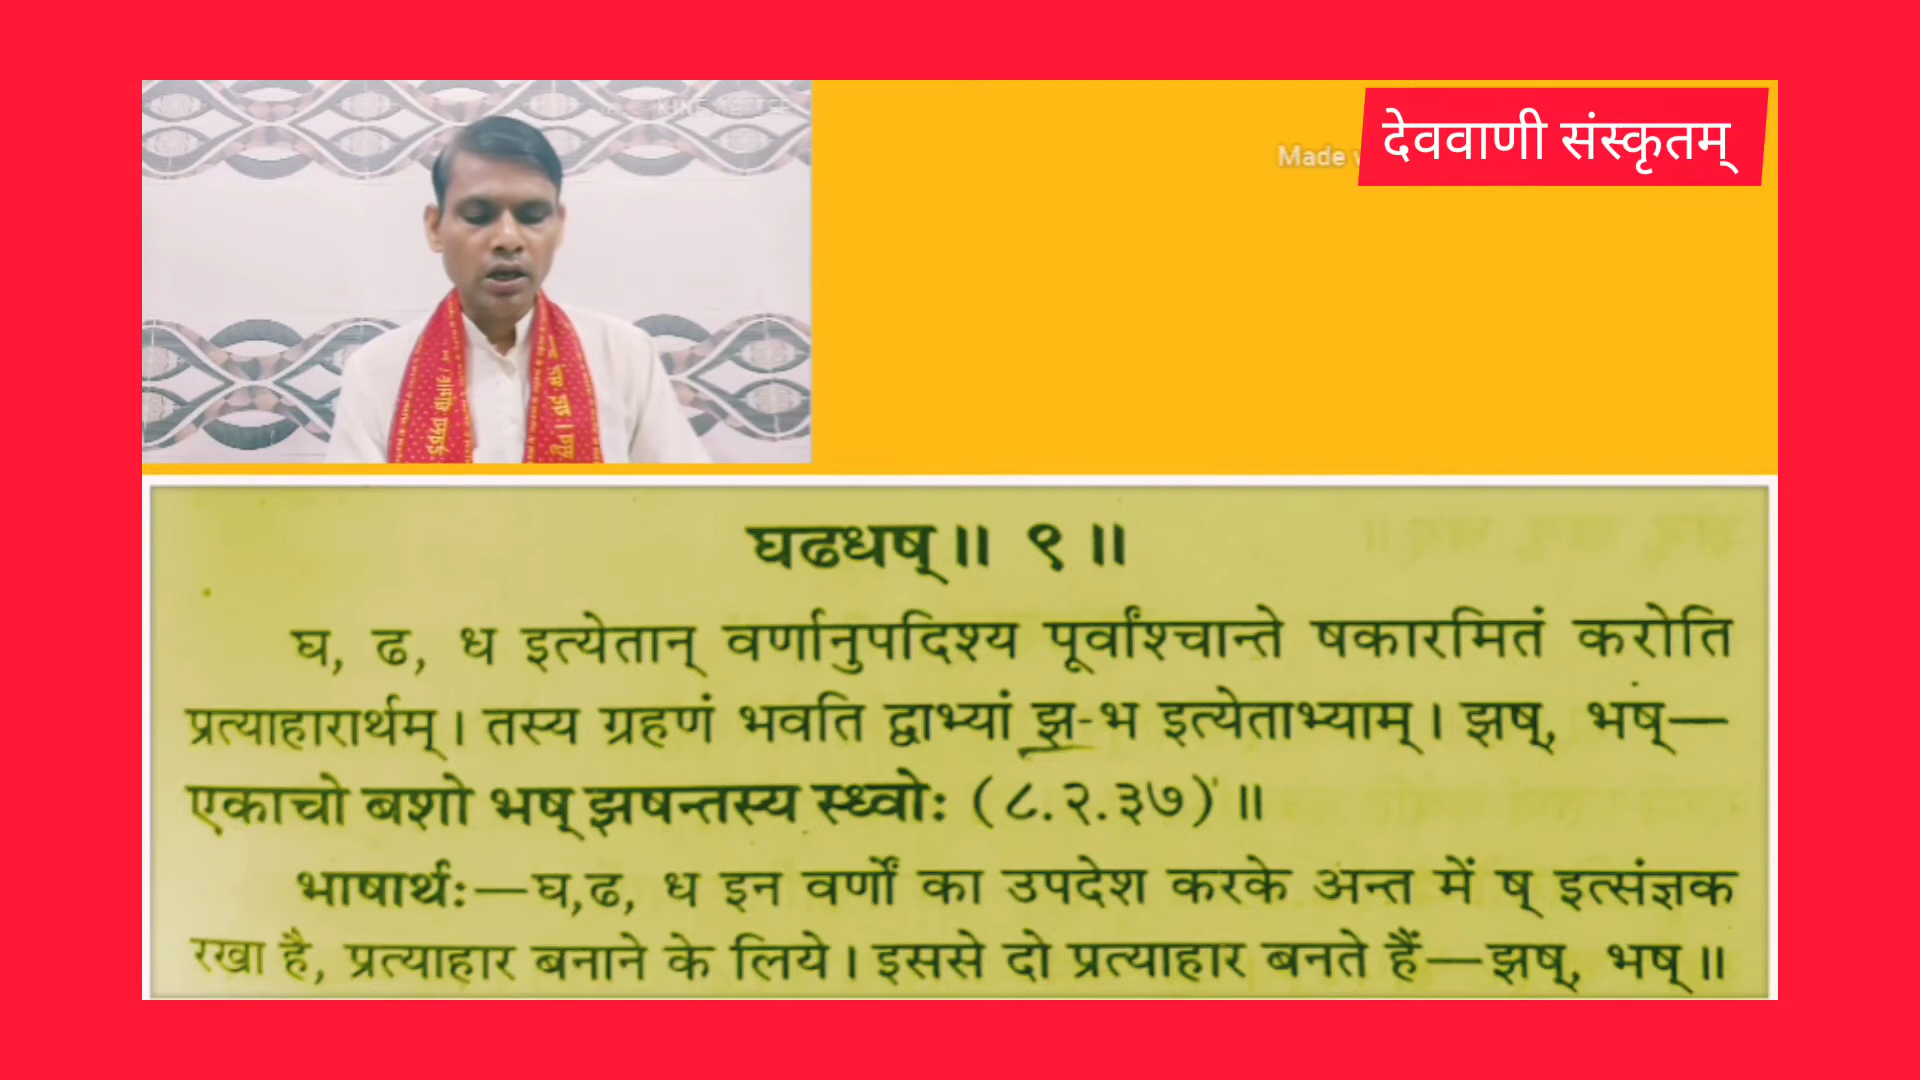 KINEMASTER
Made
देववाणी संस्कृतम्
घढधष्॥ ९ ॥
घ, ढ, ध इत्येतान् वर्णानुपदिश्य पूर्वांश्चान्ते षकारमितं करोति
प्रत्याहारार्थम्। तस्य ग्रहणं भवति द्वाभ्यां झ-भ इत्येताभ्याम्। झष्, भष्—
एकाचो बशो भष् झषन्तस्य स्ध्वोः (८.२.३७) ॥
भाषार्थः—घ,ढ, ध इन वर्णों का उपदेश करके अन्त में ष् इत्संज्ञक
रखा है, प्रत्याहार बनाने के लिये। इससे दो प्रत्याहार बनते हैं—झष्, भष्॥